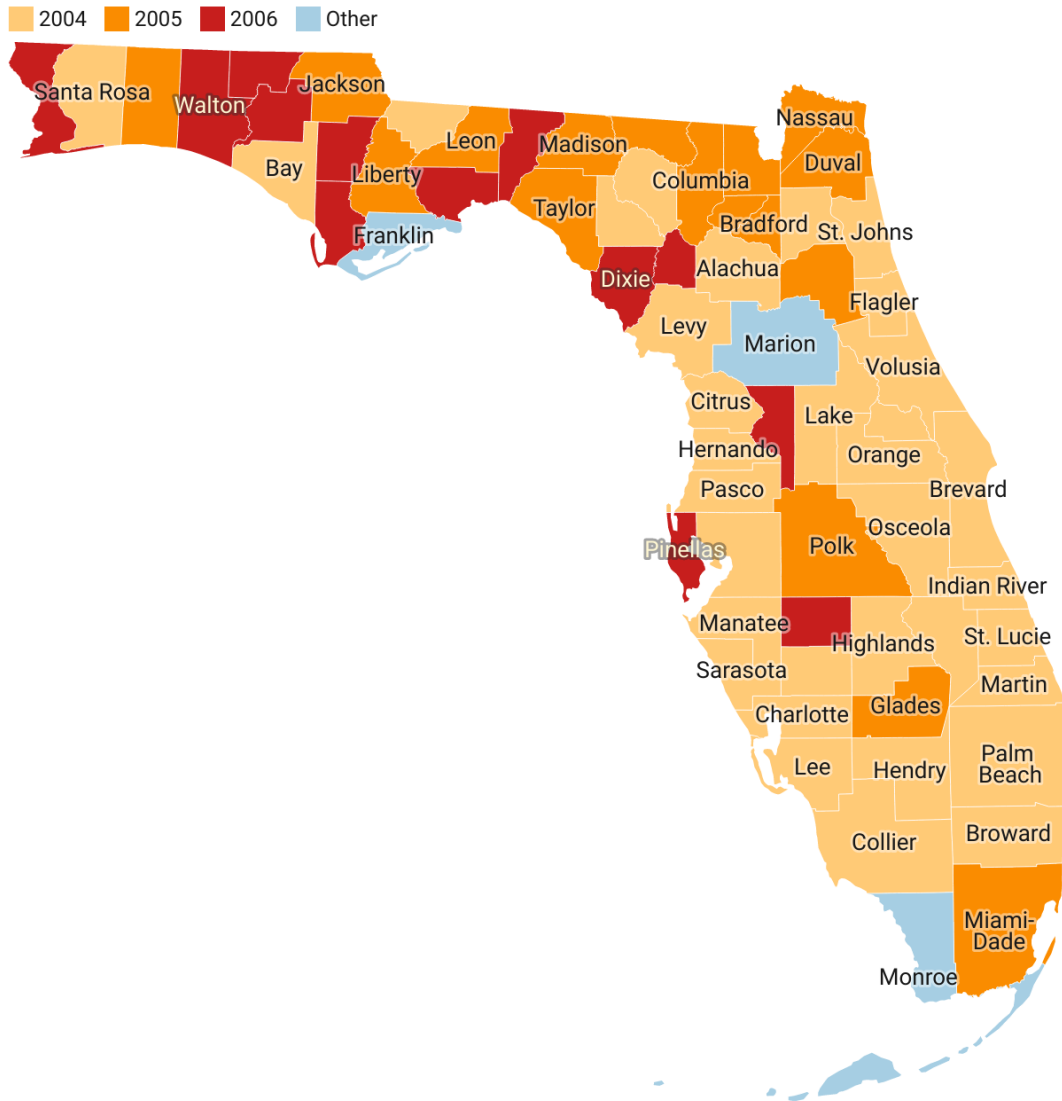 2004 2005 2006 Other
Santa Rosa
Walton
Jackson
Nassau
Leon
Madison
Duval
Bay
Liberty
Columbia
Taylor
Bradford
St. Johns
Franklin
Alachua
Dixie
Flagler
Levy
Marion
Volusia
Citrus
Lake
Hernando
Orange
Pasco
Brevard
Osceola
Pinellas
Polk
Indian River
Manatee
Highlands
St. Lucie
Sarasota
Martin
Glades
Charlotte
Palm
Beach
Lee
Hendry
Broward
Collier
Miami-
Dade
Monroe